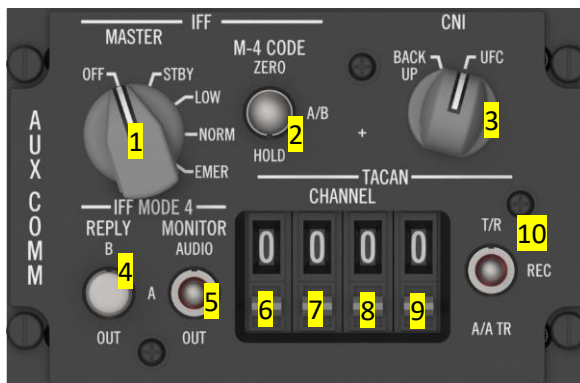 IFF
MASTER
OFF
STBY
LOW
NORM
EMER
1
M-4 CODE
ZERO
A/B
2
HOLD
CNI
BACK
UP
UFC
3
AUX COMM
IFF MODE 4
REPLY
B
4
OUT
MONITOR
AUDIO
A
5
OUT
TACAN
CHANNEL
0 0 0 0
6 7 8 9
T/R
10
REC
A/A TR